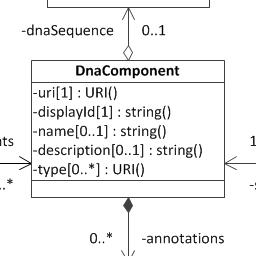 -dnaSequence 0..1
DnaComponent
-uri[1] : URI()
-displayId[1] : string()
-name[0..1] : string()
-description[0..1] : string()
-type[0..*] : URI()
0..* -annotations